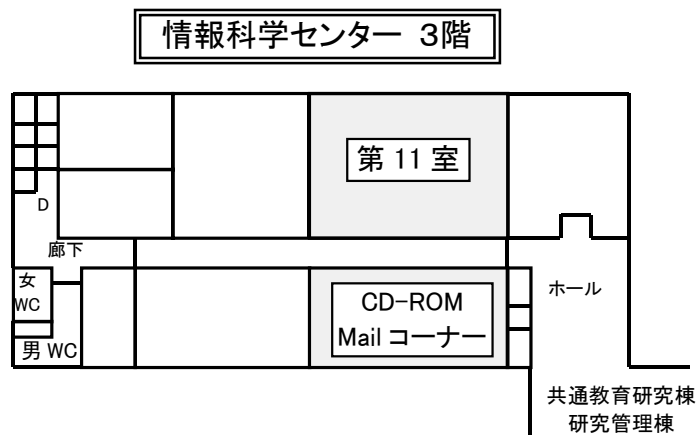 情報科学センター ３階
第 11 室
D
廊下
女
WC
男 WC
CD-ROM
Mail コーナー
ホール
共通教育研究棟
研究管理棟